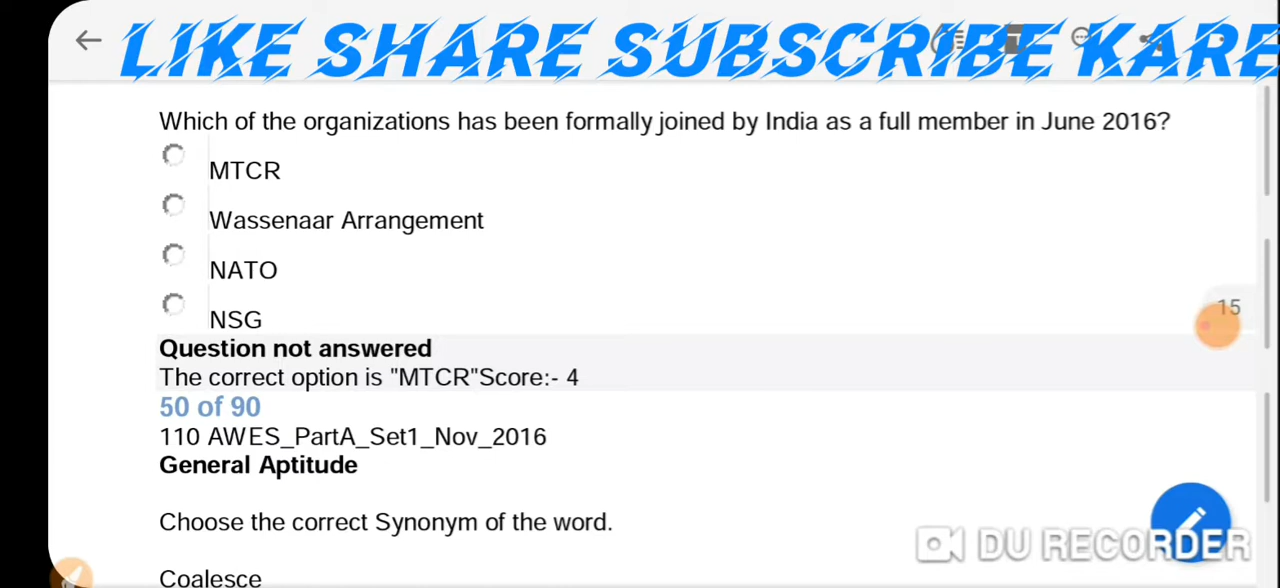 LIKE SHARE SUBSCRIBE KARE
Which of the organizations has been formally joined by India as a full member in June 2016?
MTCR
Wassenaar Arrangement
NATO
NSG
15
Question not answered
The correct option is "MTCR"Score:- 4
50 of 90
110 AWES_PartA_Set1_Nov_2016
General Aptitude
Choose the correct Synonym of the word.
DU RECORDER
Coalesce